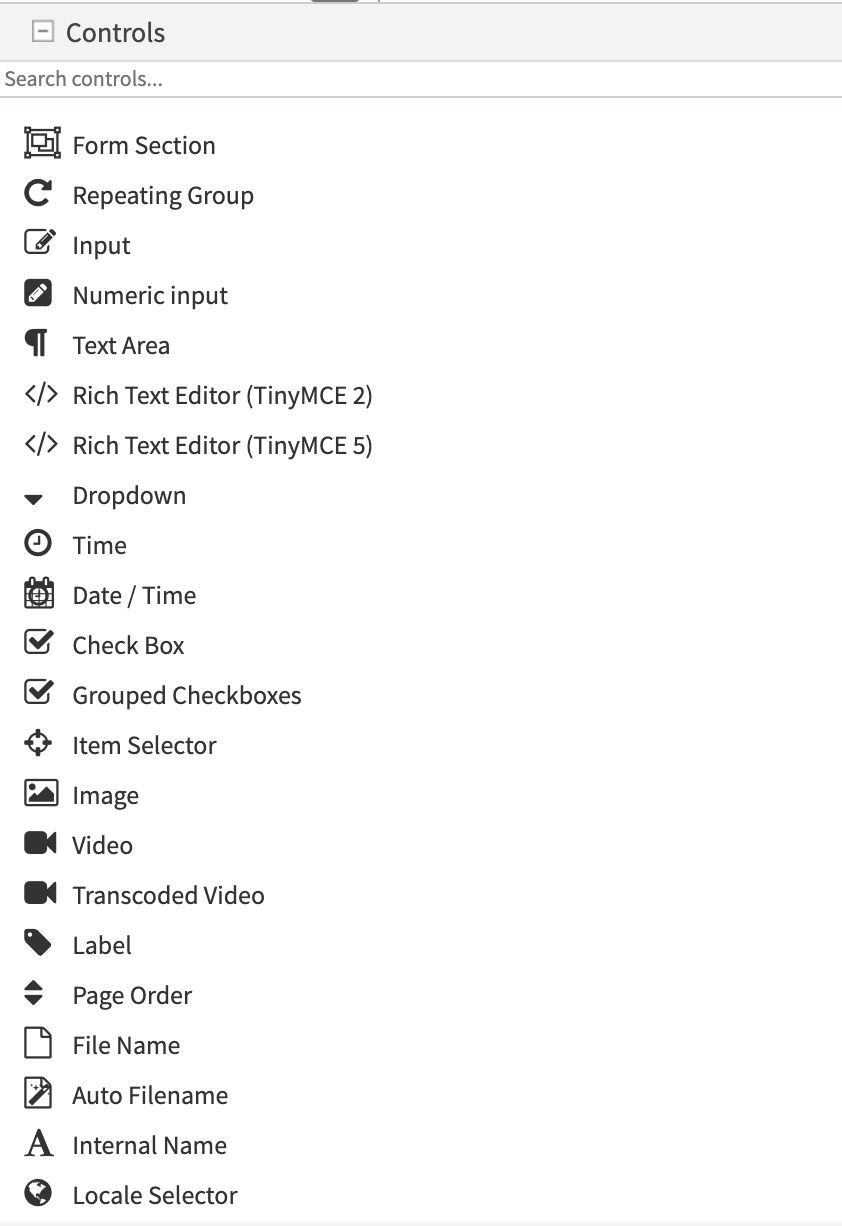 Controls
Search controls...
Form Section
Repeating Group
Input
Numeric input
Text Area
Rich Text Editor (TinyMCE 2)
Rich Text Editor (TinyMCE 5)
Dropdown
Time
Date / Time
Check Box
Grouped Checkboxes
Item Selector
Image
Video
Transcoded Video
Label
Page Order
File Name
Auto Filename
Internal Name
Locale Selector